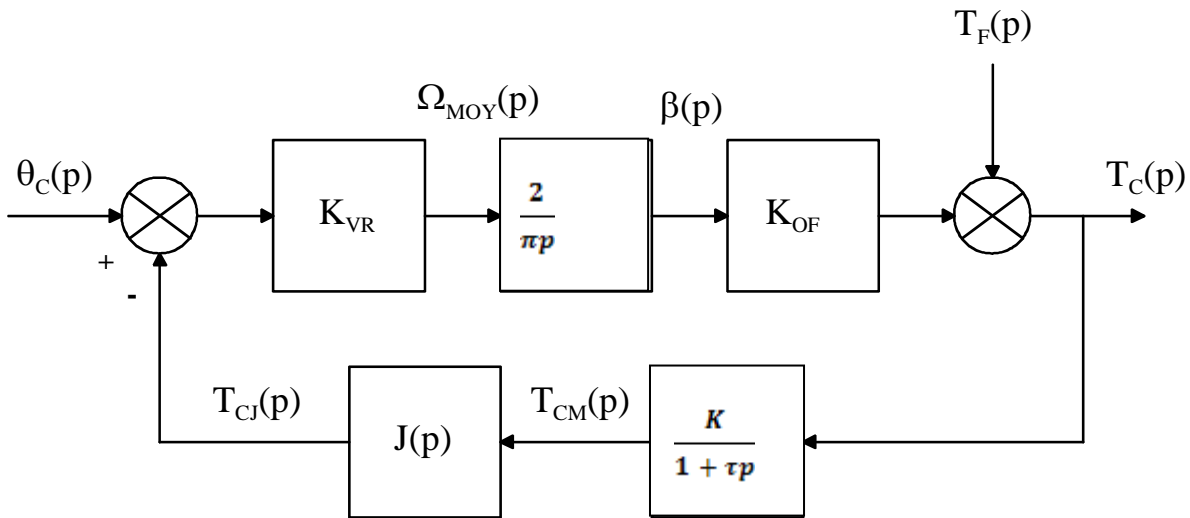 T_F(p)
Ω_MOY(p)
β(p)
θ_C(p)
T_C(p)
K_VR
2
πp
K_OF
+
-
T_CJ(p)
T_CM(p)
J(p)
K
1 + τp